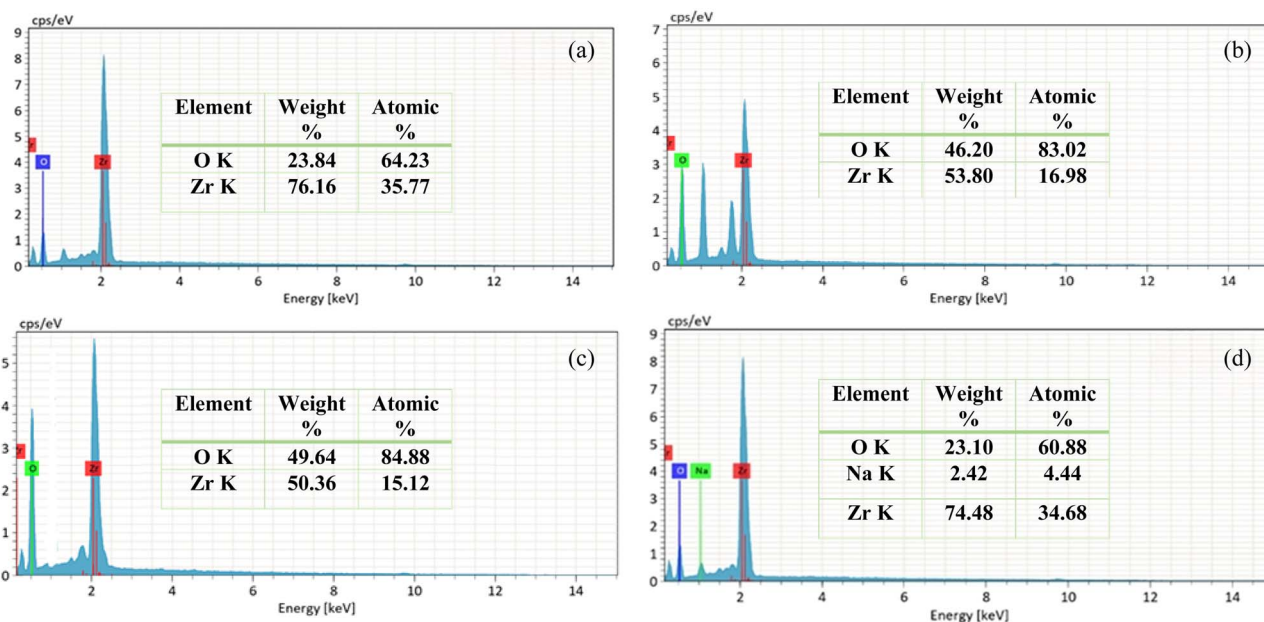 cps/eV
(a)
9
8
7
6
5
4
3
2
1
0
O
Zr
Element Weight % Atomic %
O K 23.84 64.23
Zr K 76.16 35.77
2 4 6 8 10 12 14
Energy [keV]
cps/eV
(b)
7
6
5
4
3
2
1
0
O
Zr
Element Weight % Atomic %
O K 46.20 83.02
Zr K 53.80 16.98
2 4 6 8 10 12 14
Energy [keV]
cps/eV
(c)
5
4
3
2
1
0
O
Zr
Element Weight % Atomic %
O K 49.64 84.88
Zr K 50.36 15.12
2 4 6 8 10 12 14
Energy [keV]
cps/eV
(d)
9
8
7
6
5
4
3
2
1
0
O
Na
Zr
Element Weight % Atomic %
O K 23.10 60.88
Na K 2.42 4.44
Zr K 74.48 34.68
2 4 6 8 10 12 14
Energy [keV]